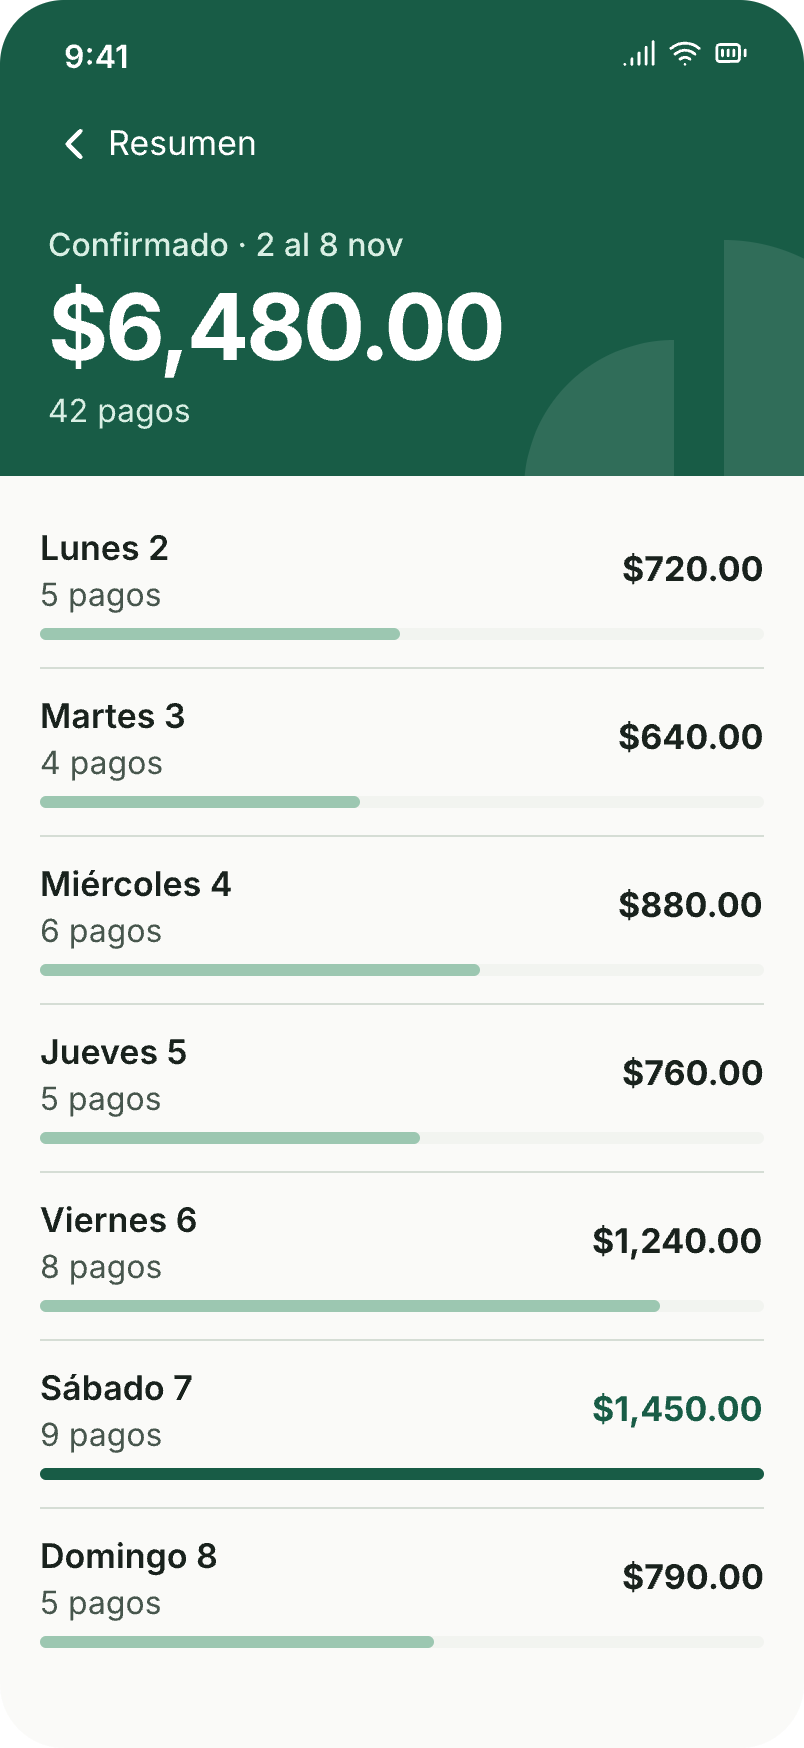 9:41
Resumen
Confirmado · 2 al 8 nov
$6,480.00
42 pagos
Lunes 2
$720.00
5 pagos
Martes 3
$640.00
4 pagos
Miércoles 4
$880.00
6 pagos
Jueves 5
$760.00
5 pagos
Viernes 6
$1,240.00
8 pagos
Sábado 7
$1,450.00
9 pagos
Domingo 8
$790.00
5 pagos